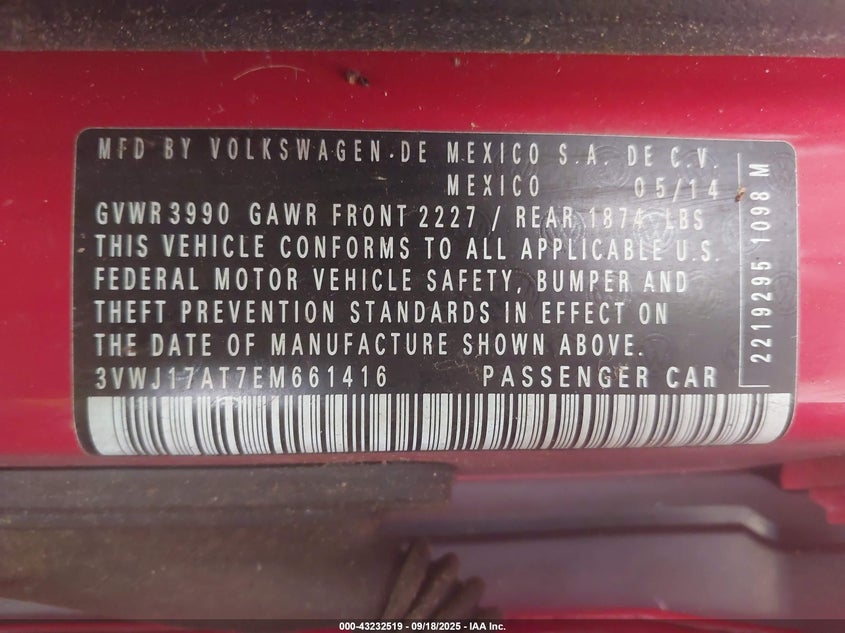 MFD BY VOLKSWAGEN DE MEXICO S.A. DE C.V.
MEXICO 05/14
GVWR 3990 GAWR FRONT 2227 / REAR 1874 LBS
THIS VEHICLE CONFORMS TO ALL APPLICABLE U.S.
FEDERAL MOTOR VEHICLE SAFETY, BUMPER AND
THEFT PREVENTION STANDARDS IN EFFECT ON
THE DATE OF MANUFACTURE SHOWN ABOVE.
3VWJ17AT7EM661416 PASSENGER CAR
2219295 1098 M
000-43232519 - 09/18/2025 - IAA Inc.